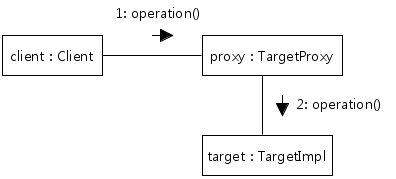 1: operation()
client : Client
proxy : TargetProxy
2: operation()
target : TargetImpl